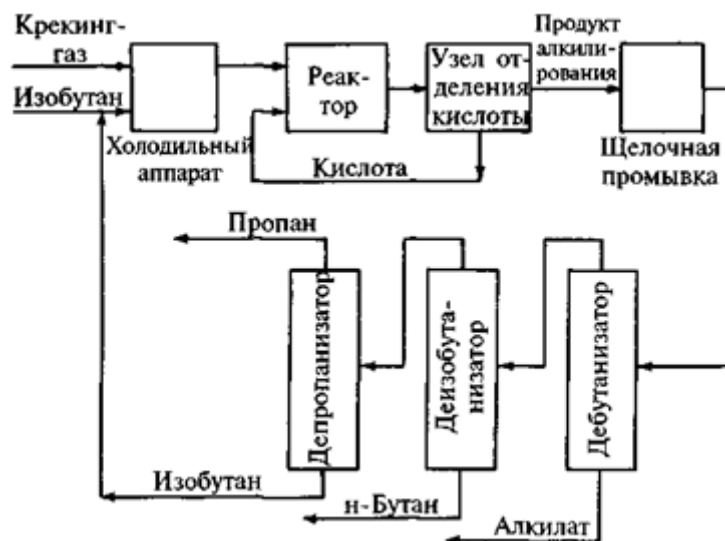 Крекинг-
газ
Изобутан
Холодильный
аппарат
Реак-
тор
Узел от-
деления
кислоты
Продукт
алкили-
рования
Щелочная
промывка
Кислота
Пропан
Депропанизатор
Деизобута-
низатор
Дебутанизатор
Изобутан
н-Бутан
Алкилат